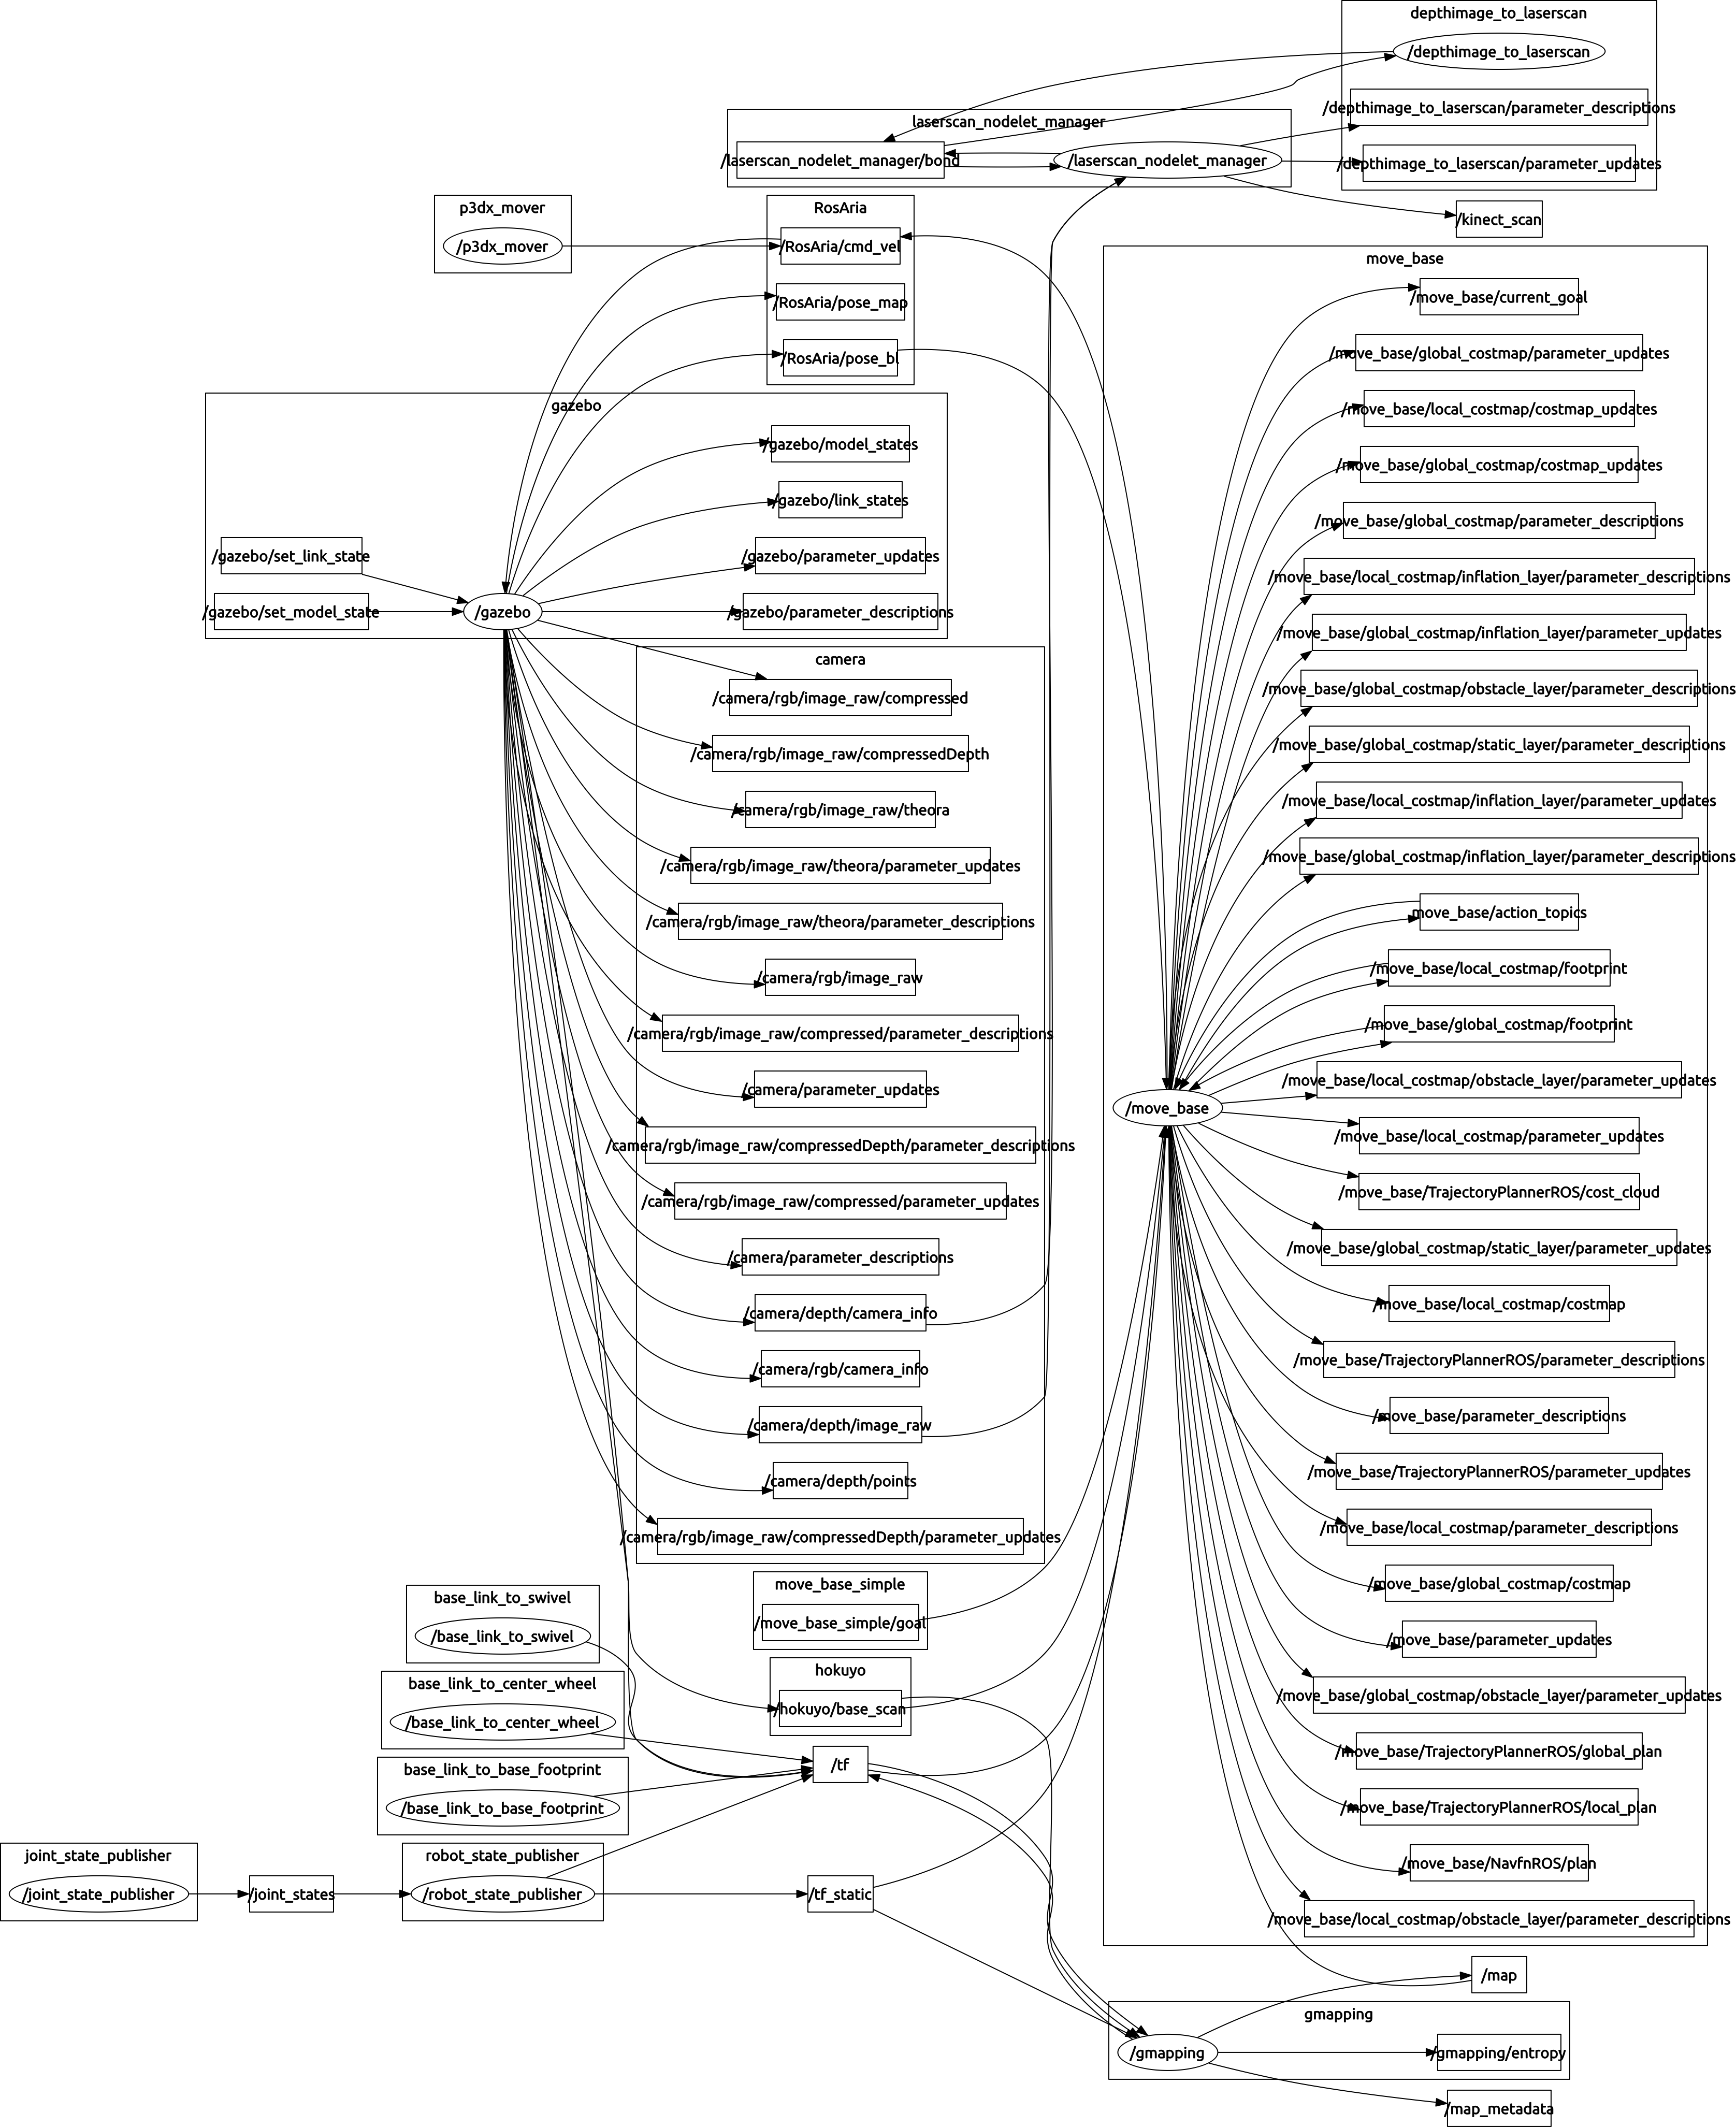 depthimage_to_laserscan
/depthimage_to_laserscan
/depthimage_to_laserscan/parameter_descriptions
/depthimage_to_laserscan/parameter_updates
laserscan_nodelet_manager
/laserscan_nodelet_manager/bond
/laserscan_nodelet_manager
/kinect_scan
p3dx_mover
/p3dx_mover
RosAria
/RosAria/cmd_vel
/RosAria/pose_map
/RosAria/pose_bl
gazebo
/gazebo/model_states
/gazebo/link_states
/gazebo/set_link_state
/gazebo/parameter_updates
/gazebo/set_model_state
/gazebo
/gazebo/parameter_descriptions
camera
/camera/rgb/image_raw/compressed
/camera/rgb/image_raw/compressedDepth
/camera/rgb/image_raw/theora
/camera/rgb/image_raw/theora/parameter_updates
/camera/rgb/image_raw/theora/parameter_descriptions
/camera/rgb/image_raw
/camera/rgb/image_raw/compressed/parameter_descriptions
/camera/parameter_updates
/camera/rgb/image_raw/compressedDepth/parameter_descriptions
/camera/rgb/image_raw/compressed/parameter_updates
/camera/parameter_descriptions
/camera/depth/camera_info
/camera/rgb/camera_info
/camera/depth/image_raw
/camera/depth/points
/camera/rgb/image_raw/compressedDepth/parameter_updates
move_base
/move_base/current_goal
/move_base/global_costmap/parameter_updates
/move_base/local_costmap/costmap_updates
/move_base/global_costmap/costmap_updates
/move_base/global_costmap/parameter_descriptions
/move_base/local_costmap/inflation_layer/parameter_descriptions
/move_base/global_costmap/inflation_layer/parameter_updates
/move_base/global_costmap/obstacle_layer/parameter_descriptions
/move_base/global_costmap/static_layer/parameter_descriptions
/move_base/local_costmap/inflation_layer/parameter_updates
/move_base/global_costmap/inflation_layer/parameter_descriptions
move_base/action_topics
/move_base/local_costmap/footprint
/move_base/global_costmap/footprint
/move_base/local_costmap/obstacle_layer/parameter_updates
/move_base
/move_base/local_costmap/parameter_updates
/move_base/TrajectoryPlannerROS/cost_cloud
/move_base/global_costmap/static_layer/parameter_updates
/move_base/local_costmap/costmap
/move_base/TrajectoryPlannerROS/parameter_descriptions
/move_base/parameter_descriptions
/move_base/TrajectoryPlannerROS/parameter_updates
/move_base/local_costmap/parameter_descriptions
/move_base/global_costmap/costmap
/move_base/parameter_updates
/move_base/global_costmap/obstacle_layer/parameter_updates
/move_base/TrajectoryPlannerROS/global_plan
/move_base/TrajectoryPlannerROS/local_plan
/move_base/NavfnROS/plan
/move_base/local_costmap/obstacle_layer/parameter_descriptions
move_base_simple
/move_base_simple/goal
base_link_to_swivel
/base_link_to_swivel
hokuyo
/hokuyo/base_scan
base_link_to_center_wheel
/base_link_to_center_wheel
/tf
base_link_to_base_footprint
/base_link_to_base_footprint
joint_state_publisher
/joint_state_publisher
/joint_states
robot_state_publisher
/robot_state_publisher
/tf_static
/map
gmapping
/gmapping
/gmapping/entropy
/map_metadata